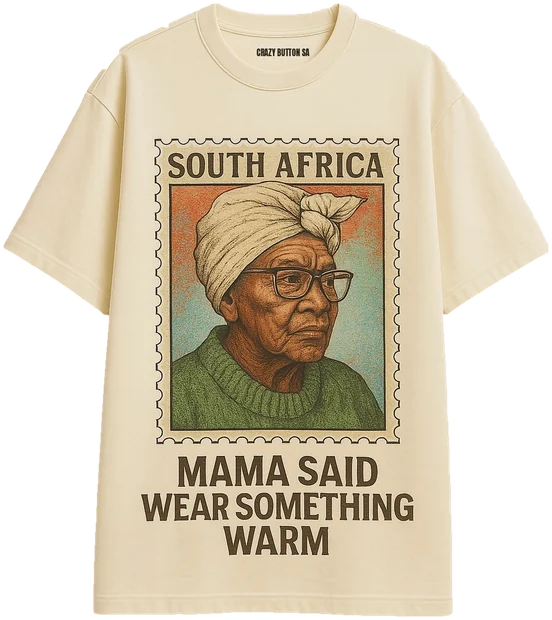 CRAZY BUTTON SA
SOUTH AFRICA
MAMA SAID
WEAR SOMETHING
WARM